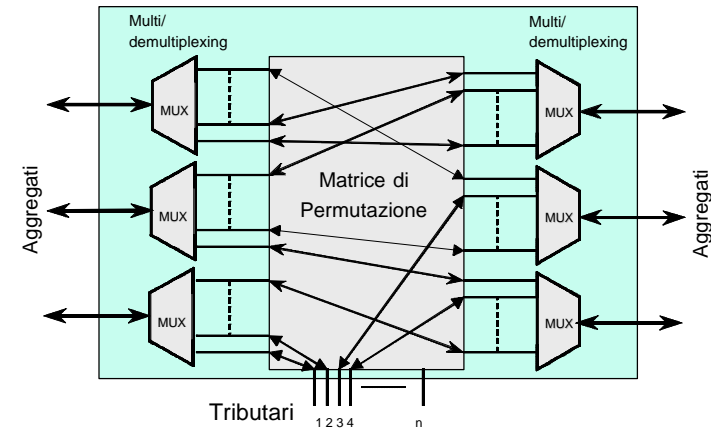 Multi/
demultiplexing
Multi/
demultiplexing
MUX
MUX
Aggregati
Matrice di
Permutazione
MUX
MUX
Aggregati
MUX
MUX
Tributari
1 2 3 4
n